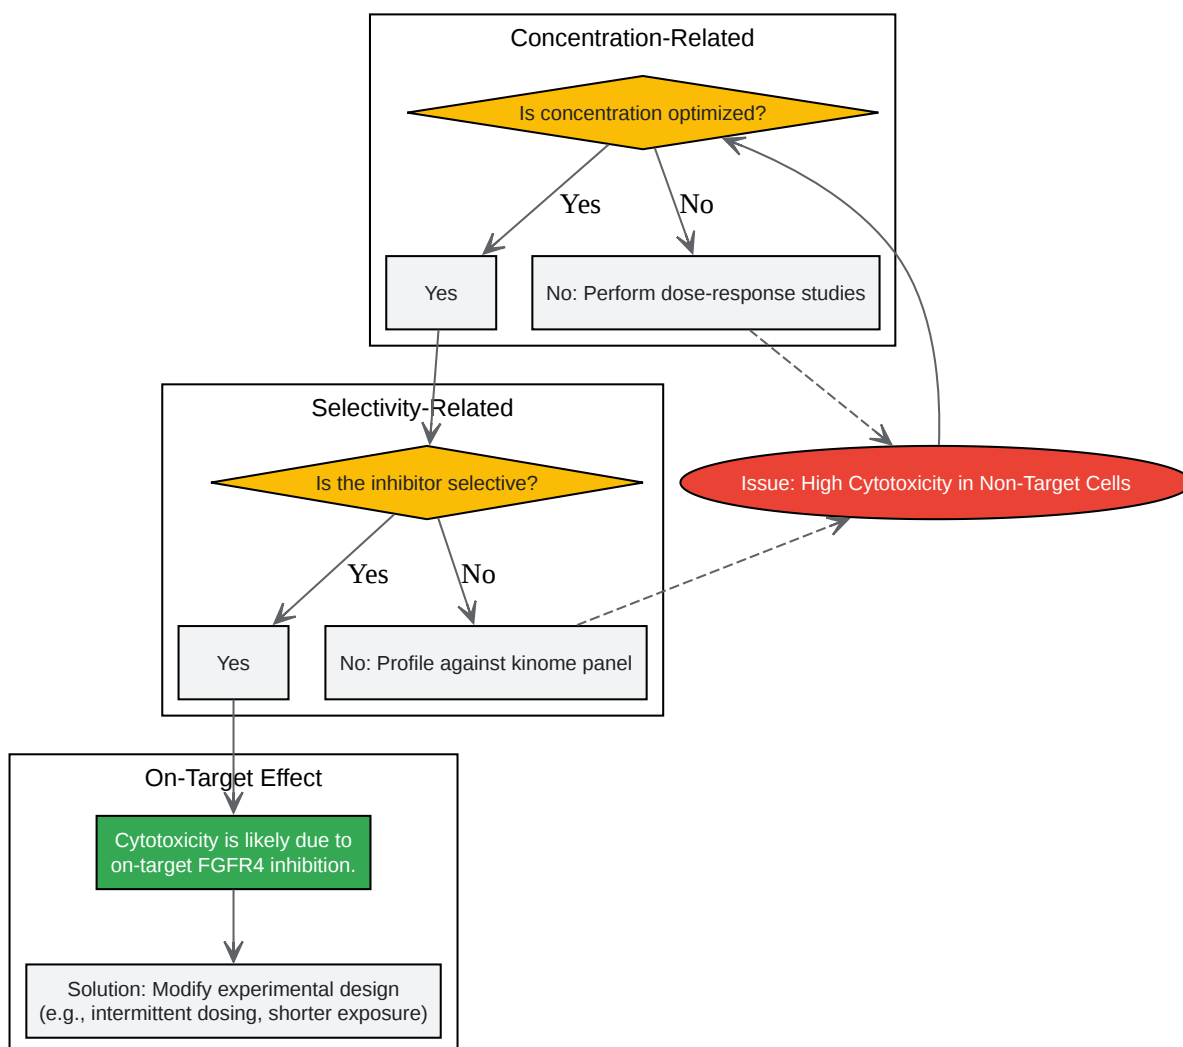 Concentration-Related
Is concentration optimized?
Yes
No
Yes
No: Perform dose-response studies
Selectivity-Related
Is the inhibitor selective?
Issue: High Cytotoxicity in Non-Target Cells
Yes
No
Yes
No: Profile against kinome panel
On-Target Effect
Cytotoxicity is likely due to
on-target FGFR4 inhibition.
Solution: Modify experimental design
(e.g., intermittent dosing, shorter exposure)